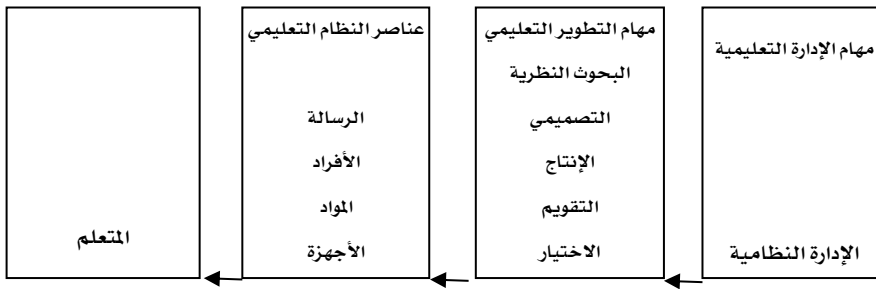 مهام الإدارة التعليمية
الإدارة النظامية
مهام التطوير التعليمي
البحوث النظرية
التصميمي
الإنتاج
التقويم
الاختيار
عناصر النظام التعليمي
الرسالة
الأفراد
المواد
الأجهزة
المتعلم